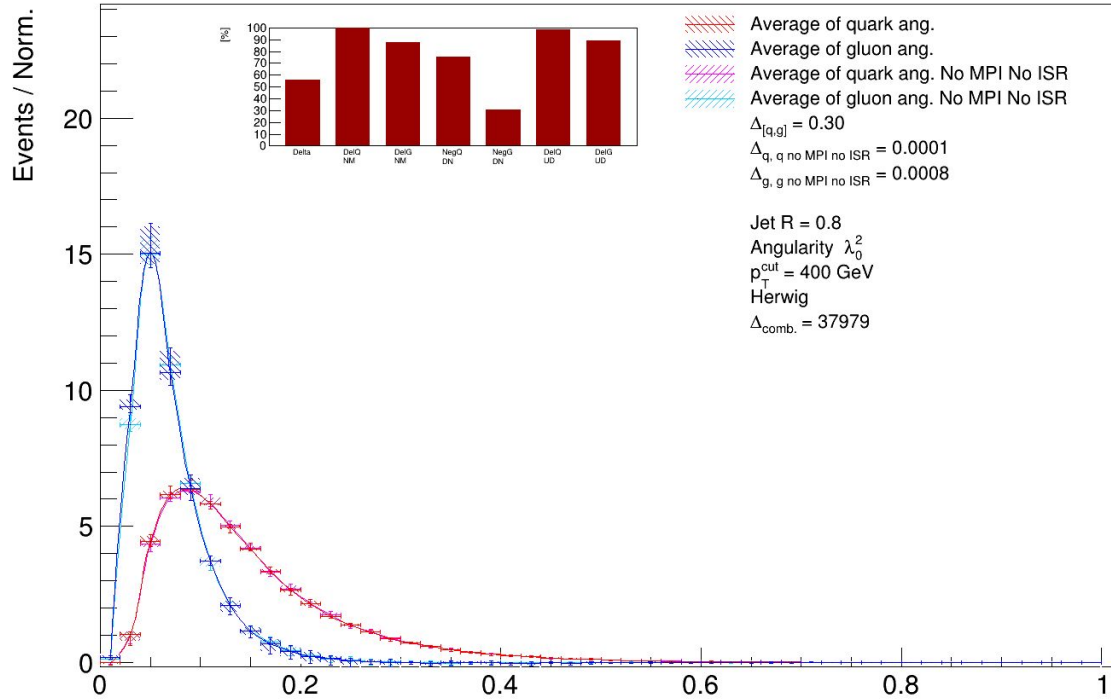 Events / Norm.
20
15
10
5
0
0
0.2
0.4
0.6
0.8
1
[%]
100
90
80
70
60
50
40
30
20
10
0
Delta
DelQ NM
DelG NM
NegQ DN
NegG DN
DelQ UD
DelG UD
Average of quark ang.
Average of gluon ang.
Average of quark ang. No MPI No ISR
Average of gluon ang. No MPI No ISR
Δ[q,g] = 0.30
Δq, q no MPI no ISR = 0.0001
Δg, g no MPI no ISR = 0.0008
Jet R = 0.8
Angularity λ₀²
pTcut = 400 GeV
Herwig
Δcomb. = 37979